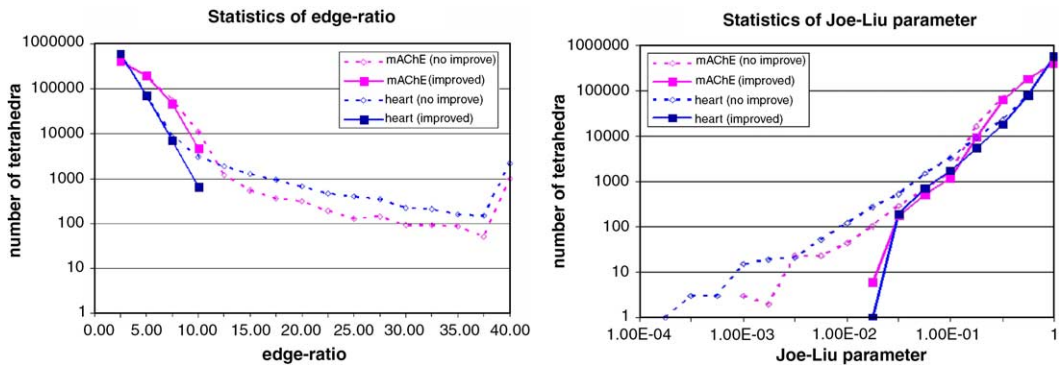 Statistics of edge-ratio
number of tetrahedra
1000000
100000
10000
1000
100
10
1
0.00 5.00 10.00 15.00 20.00 25.00 30.00 35.00 40.00
edge-ratio
mAChE (no improve)
mAChE(improved)
heart (no improve)
heart (improved)
Statistics of Joe-Liu parameter
number of tetrahedra
1000000
100000
10000
1000
100
10
1
1.00E-04 1.00E-03 1.00E-02 1.00E-01 1
Joe-Liu parameter
mAChE (no improve)
mAChE (improved)
heart (no improve)
heart (improved)